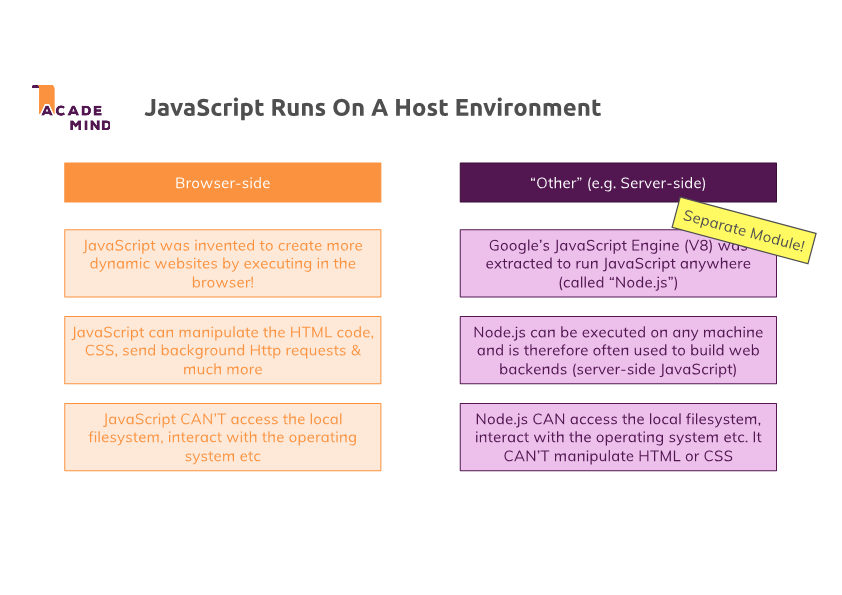 ACADE
MIND
JavaScript Runs On A Host Environment
Browser-side
JavaScript was invented to create more
dynamic websites by executing in the
browser!
JavaScript can manipulate the HTML code,
CSS, send background Http requests &
much more
JavaScript CAN'T access the local
filesystem, interact with the operating
system etc
“Other” (e.g. Server-side)
Separate Module!
Google’s JavaScript Engine (V8) was
extracted to run JavaScript anywhere
(called “Node.js”)
Node.js can be executed on any machine
and is therefore often used to build web
backends (server-side JavaScript)
Node.js CAN access the local filesystem,
interact with the operating system etc. It
CAN’T manipulate HTML or CSS